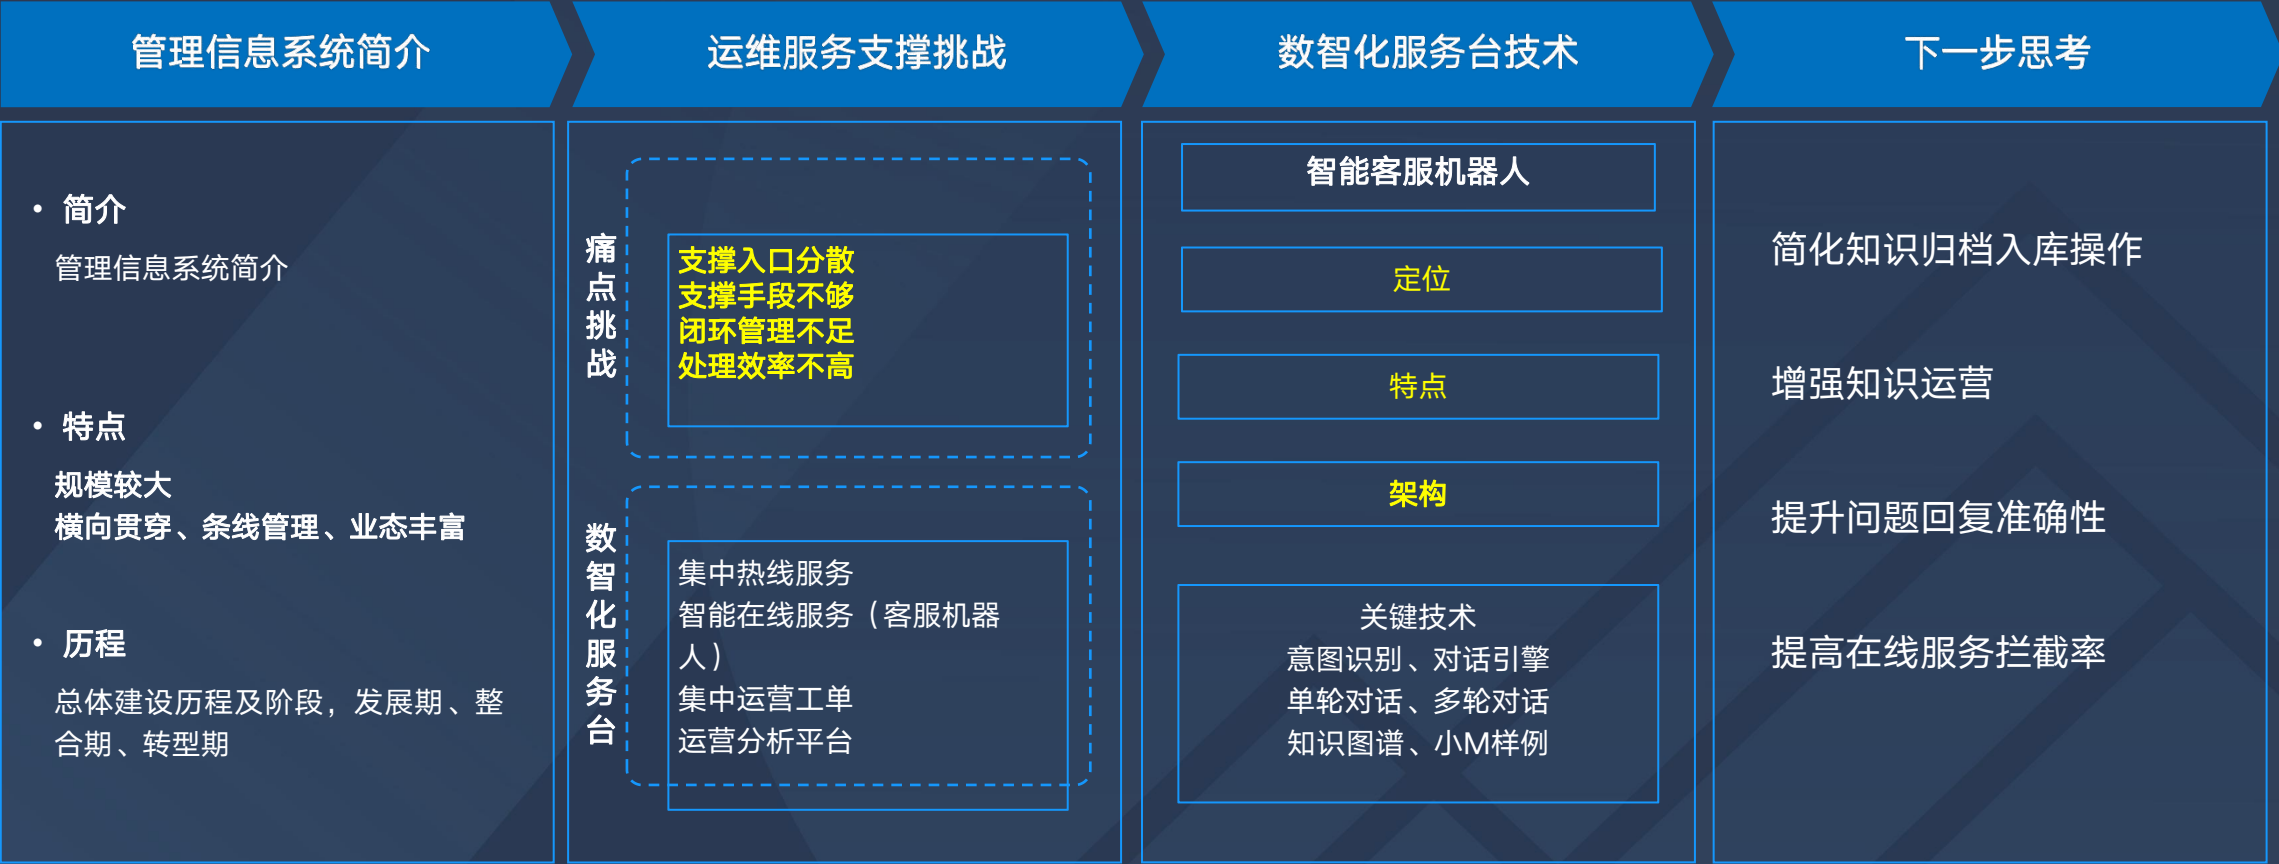 管理信息系统简介
运维服务支撑挑战
数智化服务台技术
下一步思考
• 简介
管理信息系统简介
• 特点
规模较大
横向贯穿、条线管理、业态丰富
• 历程
总体建设历程及阶段，发展期、整
合期、转型期
痛点挑战
支撑入口分散
支撑手段不够
闭环管理不足
处理效率不高
数智化服务台
集中热线服务
智能在线服务（客服机器
人）
集中运营工单
运营分析平台
智能客服机器人
定位
特点
架构
关键技术
意图识别、对话引擎
单轮对话、多轮对话
知识图谱、小M样例
简化知识归档入库操作
增强知识运营
提升问题回复准确性
提高在线服务拦截率